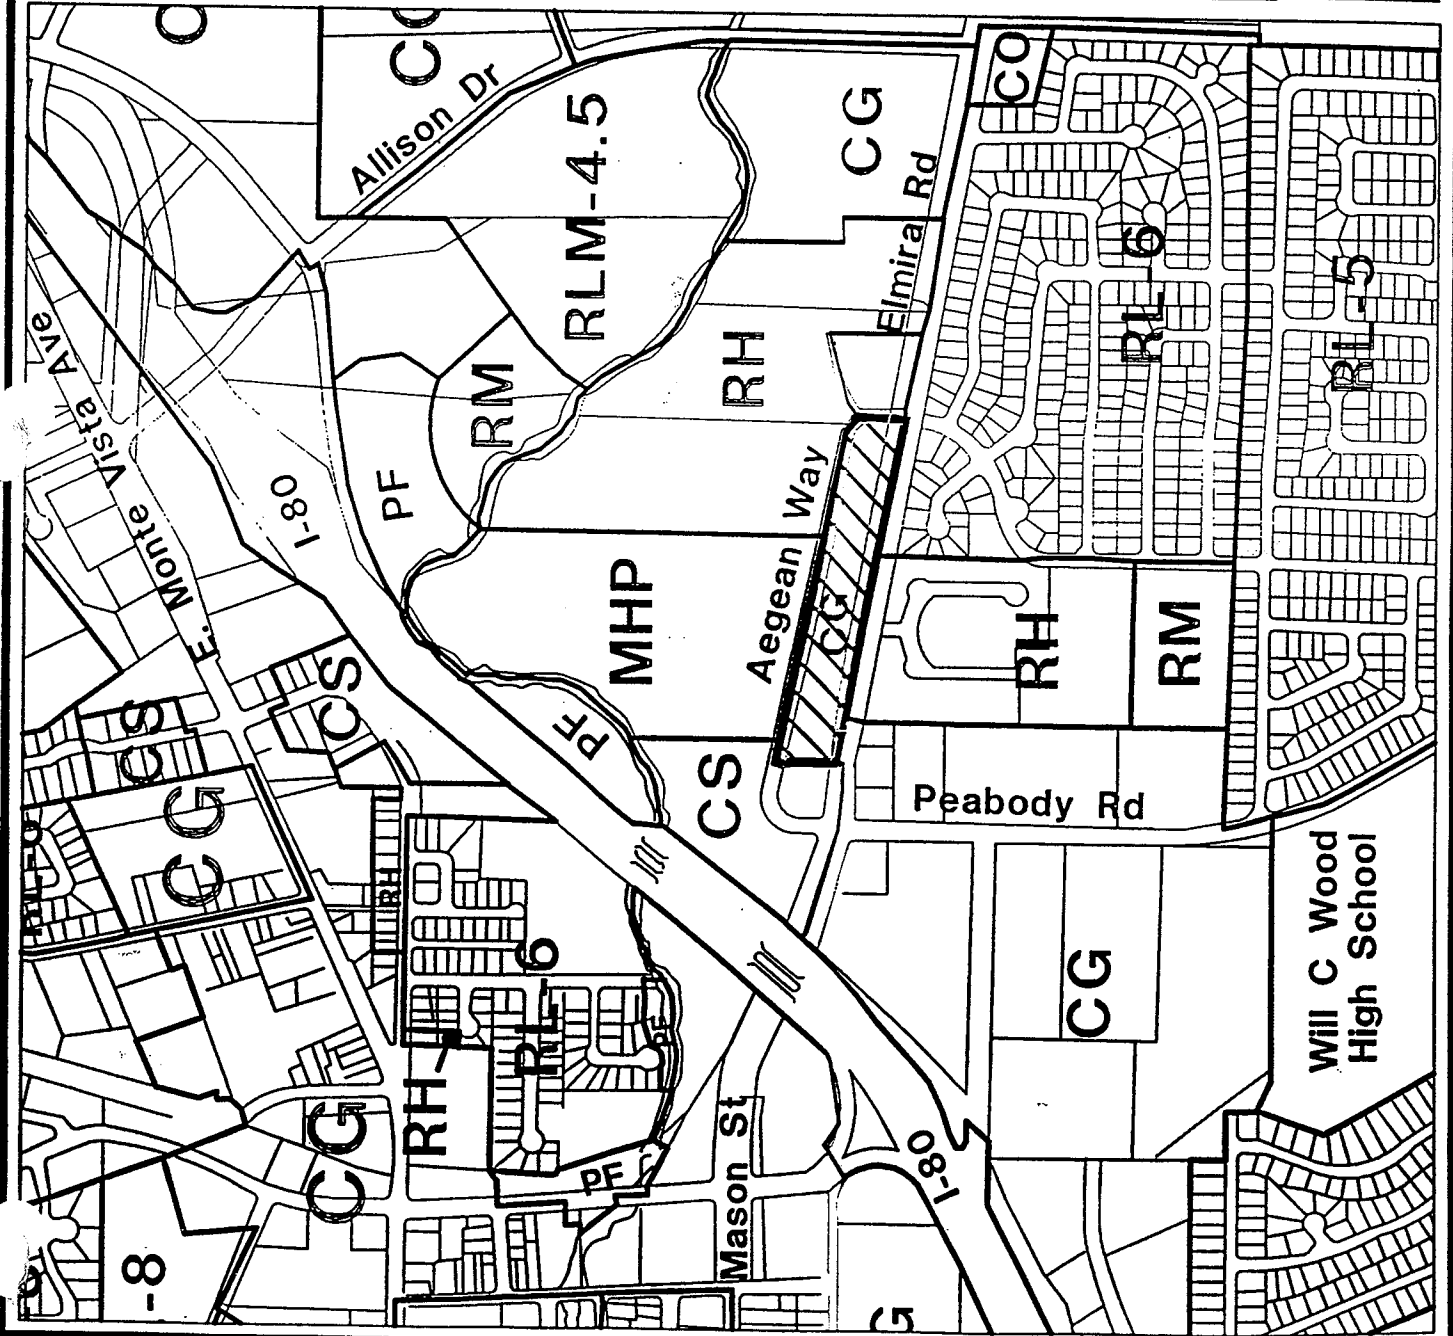 CO
Allison Dr
RLM-4.5
CG
Elmira Rd
RL-6
RL-5
E. Monte Vista Ave
I-80
PF
RM
RH
Aegean Way
MHP
CG
RH
RM
CS
CS
PF
CS
Peabody Rd
CG
RH
RL-6
PF
RH
CG
PF
Mason St
I-80
CG
Will C Wood
High School
-8